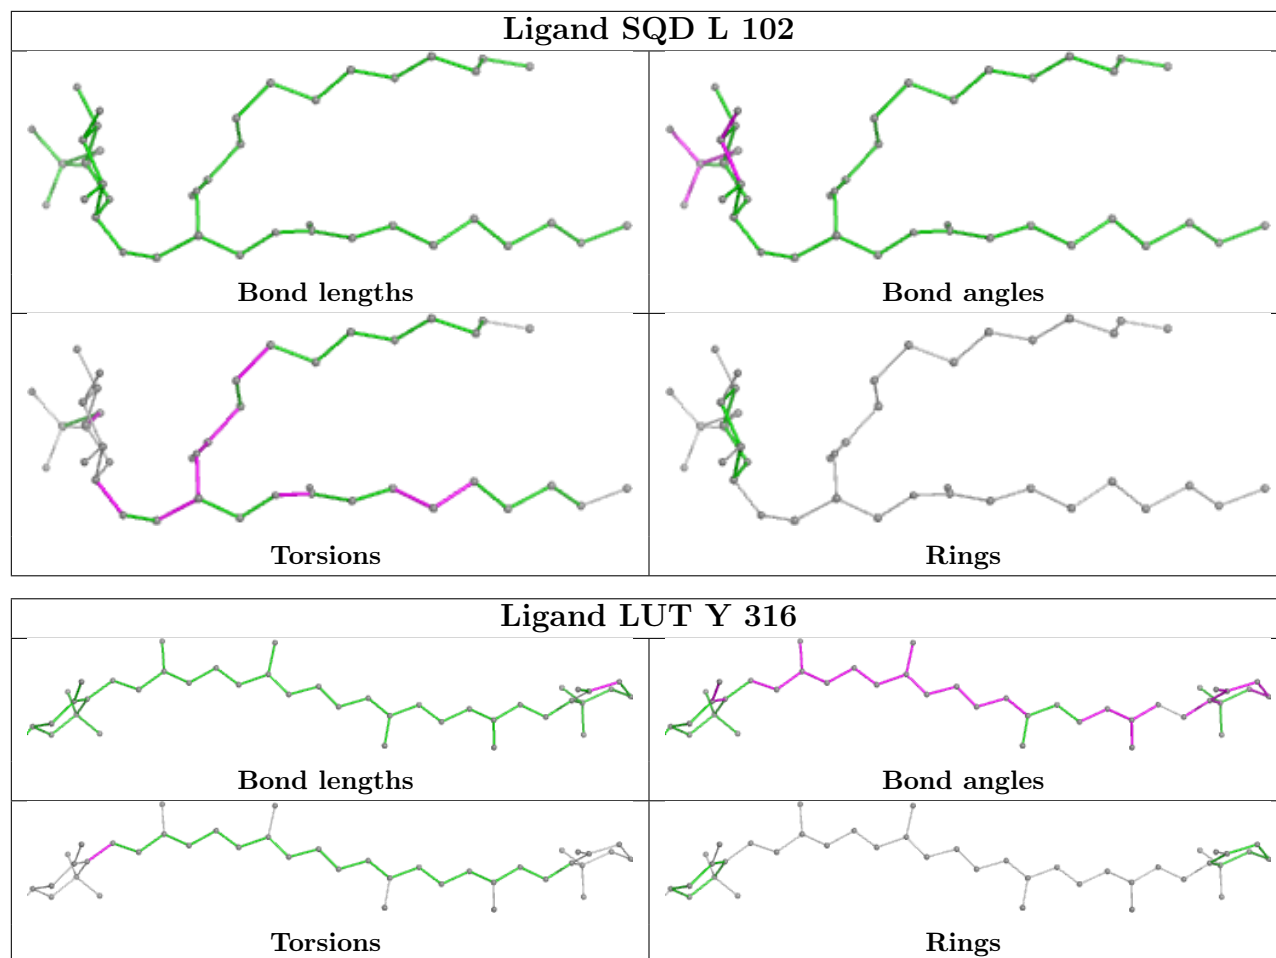 Ligand SQD L 102
Bond lengths
Bond angles
Torsions
Rings
Ligand LUT Y 316
Bond lengths
Bond angles
Torsions
Rings